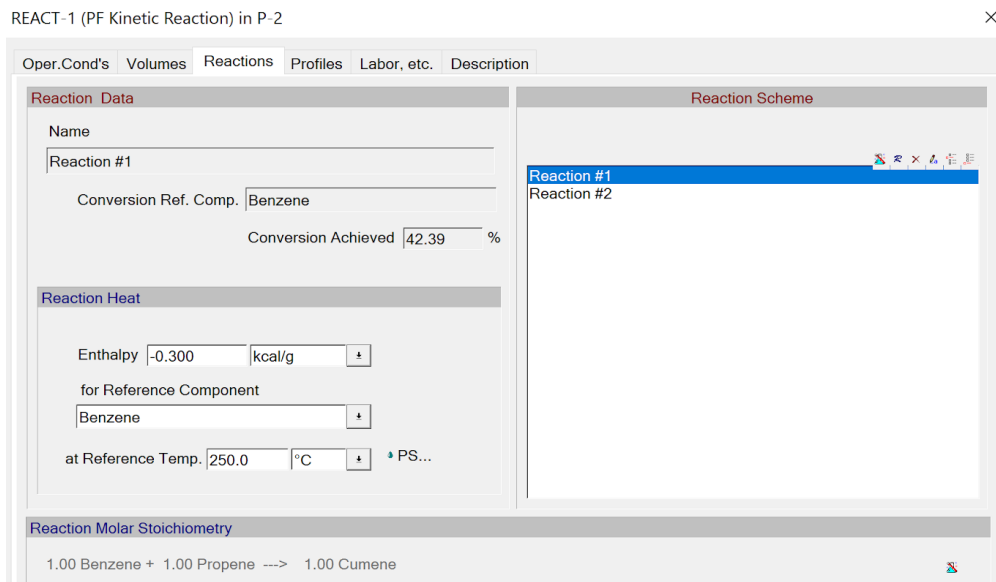 REACT-1 (PF Kinetic Reaction) in P-2
Oper.Cond's Volumes Reactions Profiles Labor, etc. Description
Reaction Data
Name
Reaction #1
Conversion Ref. Comp. Benzene
Conversion Achieved 42.39 %
Reaction Heat
Enthalpy -0.300 kcal/g
for Reference Component
Benzene
at Reference Temp. 250.0 °C PS...
Reaction Scheme
Reaction #1
Reaction #2
Reaction Molar Stoichiometry
1.00 Benzene + 1.00 Propene ---> 1.00 Cumene